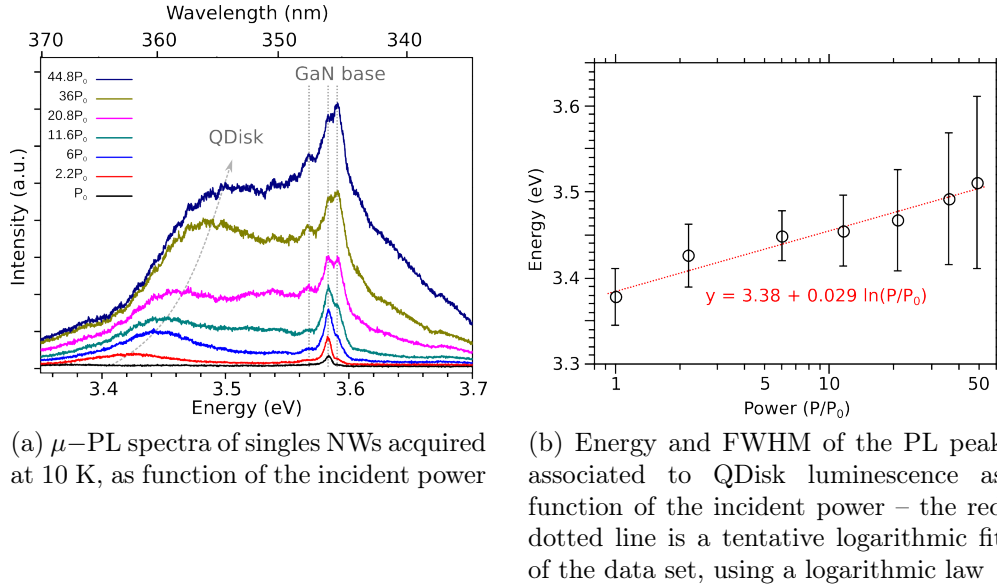 Wavelength (nm)
370 360 350 340
44.8P₀
36P₀
20.8P₀
11.6P₀
6P₀
2.2P₀
P₀
GaN base
QDisk
Intensity (a.u.)
3.4 3.5 3.6 3.7
Energy (eV)
(a) μ−PL spectra of singles NWs acquired
at 10 K, as function of the incident power
3.6
3.5
3.4
3.3
Energy (eV)
y = 3.38 + 0.029 ln(P/P₀)
1 5 10 50
Power (P/P₀)
(b) Energy and FWHM of the PL peak
associated to QDisk luminescence as
function of the incident power – the
dotted line is a tentative logarithmic fit
of the data set, using a logarithmic law